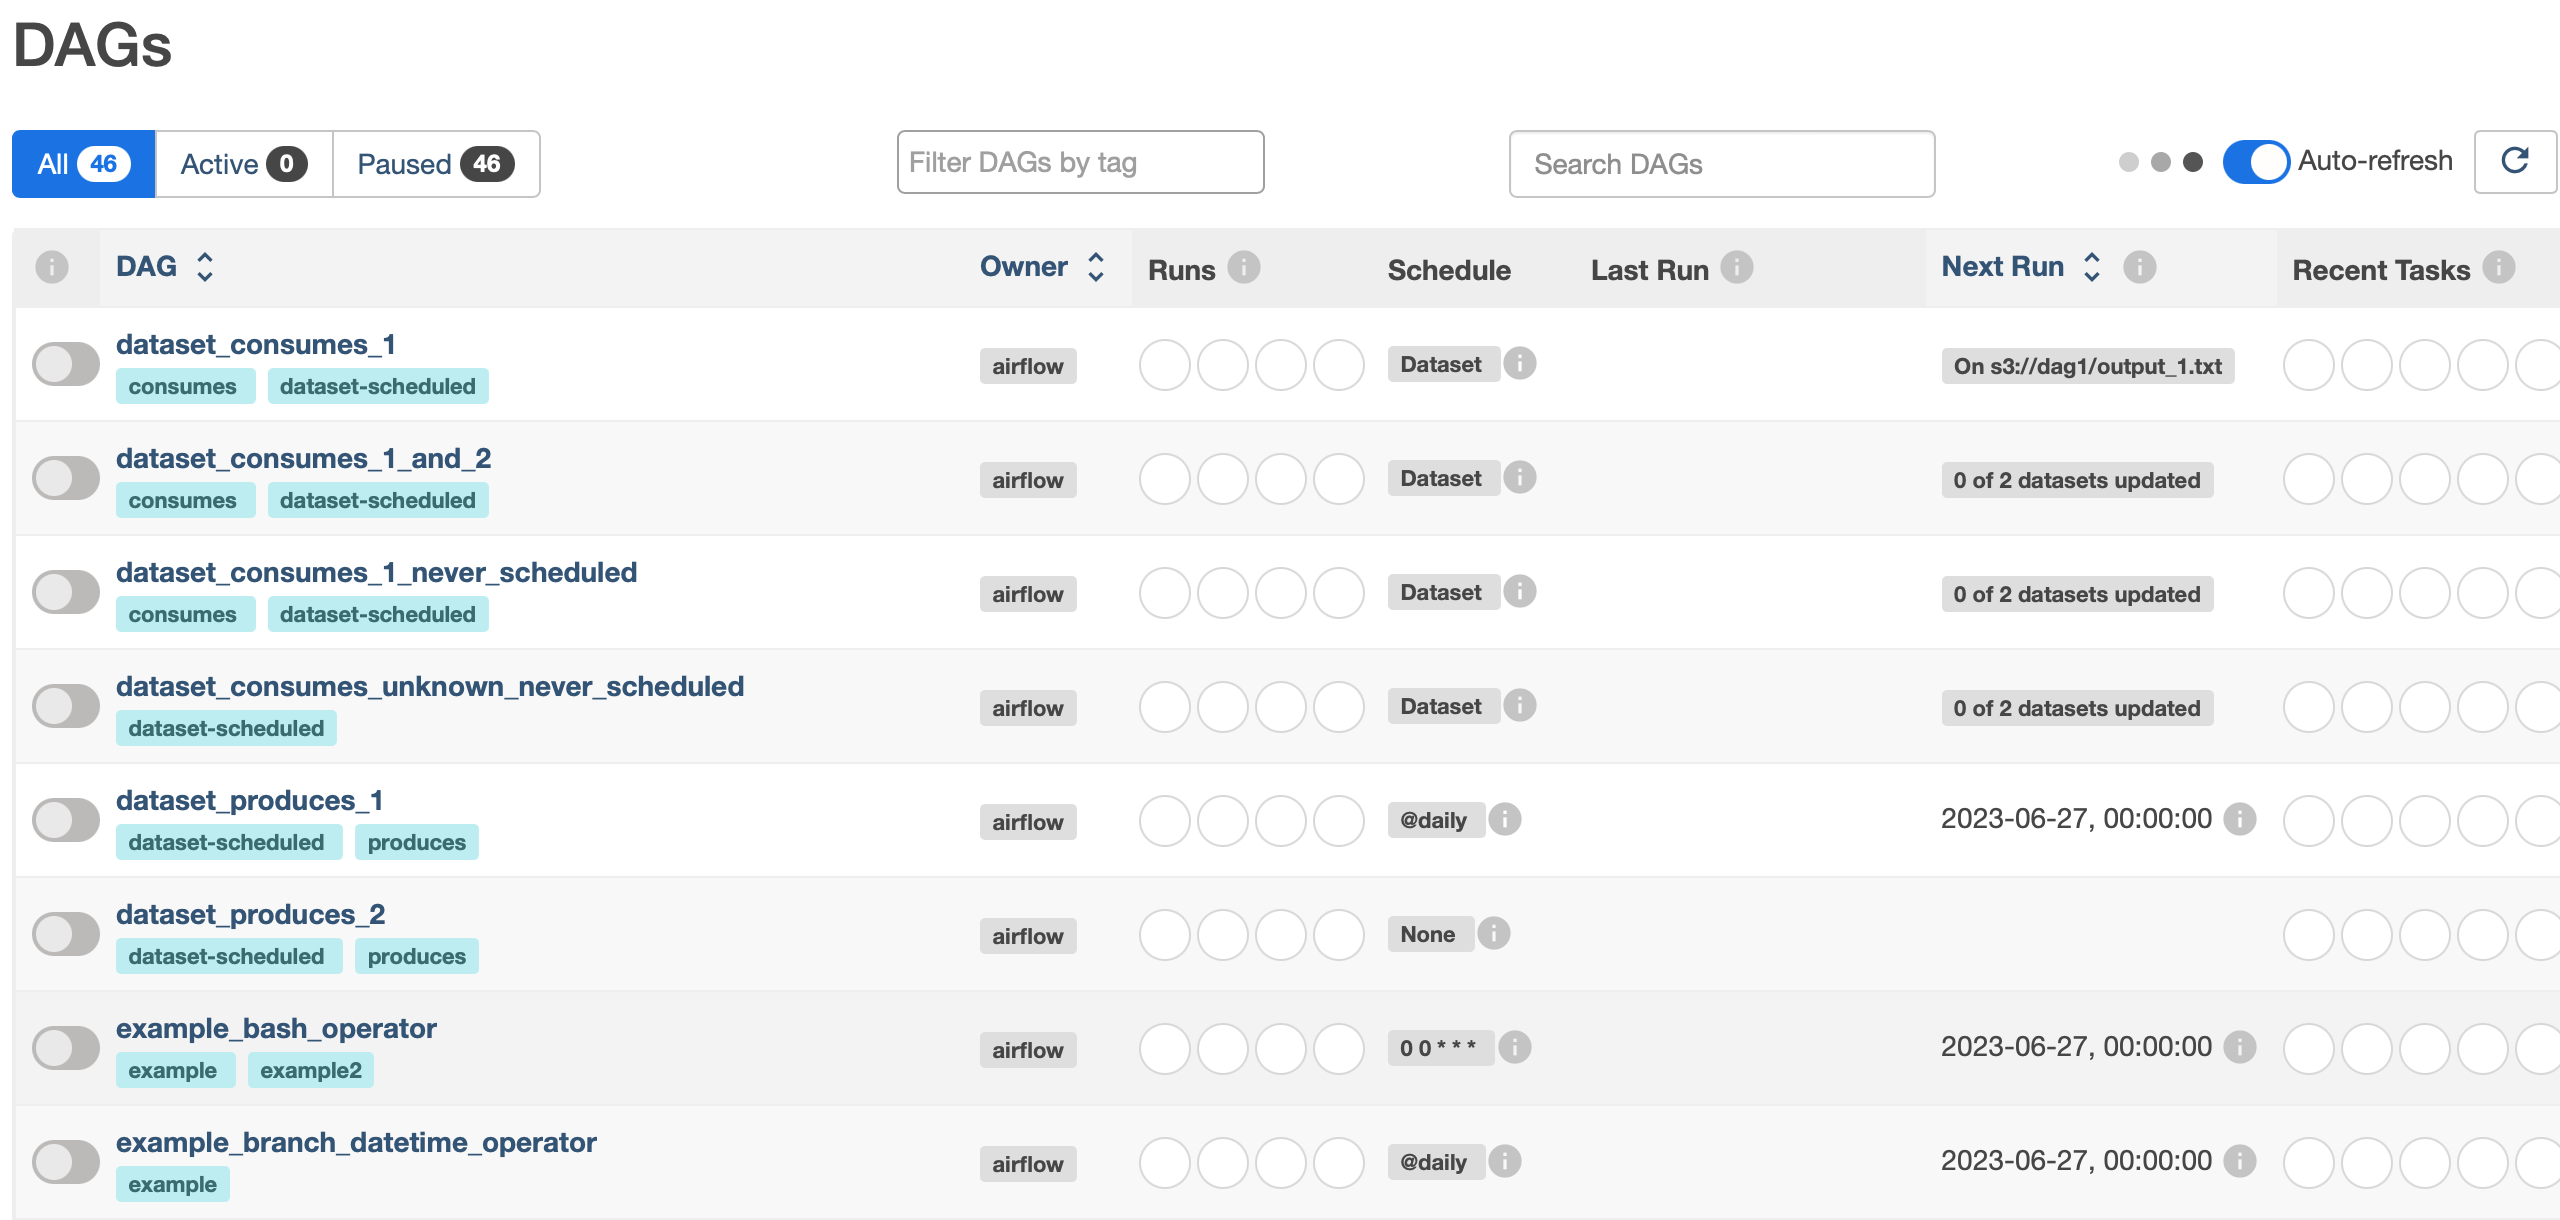 DAGs
All 46 Active 0 Paused 46 Filter DAGs by tag Search DAGs Auto-refresh
DAG Owner Runs Schedule Last Run Next Run Recent Tasks
dataset_consumes_1
consumes dataset-scheduled airflow Dataset On s3://dag1/output_1.txt
dataset_consumes_1_and_2
consumes dataset-scheduled airflow Dataset 0 of 2 datasets updated
dataset_consumes_1_never_scheduled
consumes dataset-scheduled airflow Dataset 0 of 2 datasets updated
dataset_consumes_unknown_never_scheduled
dataset-scheduled airflow Dataset 0 of 2 datasets updated
dataset_produces_1
dataset-scheduled produces airflow @daily 2023-06-27, 00:00:00
dataset_produces_2
dataset-scheduled produces airflow None
example_bash_operator
example example2 airflow 0 0 * * * 2023-06-27, 00:00:00
example_branch_datetime_operator
example airflow @daily 2023-06-27, 00:00:00